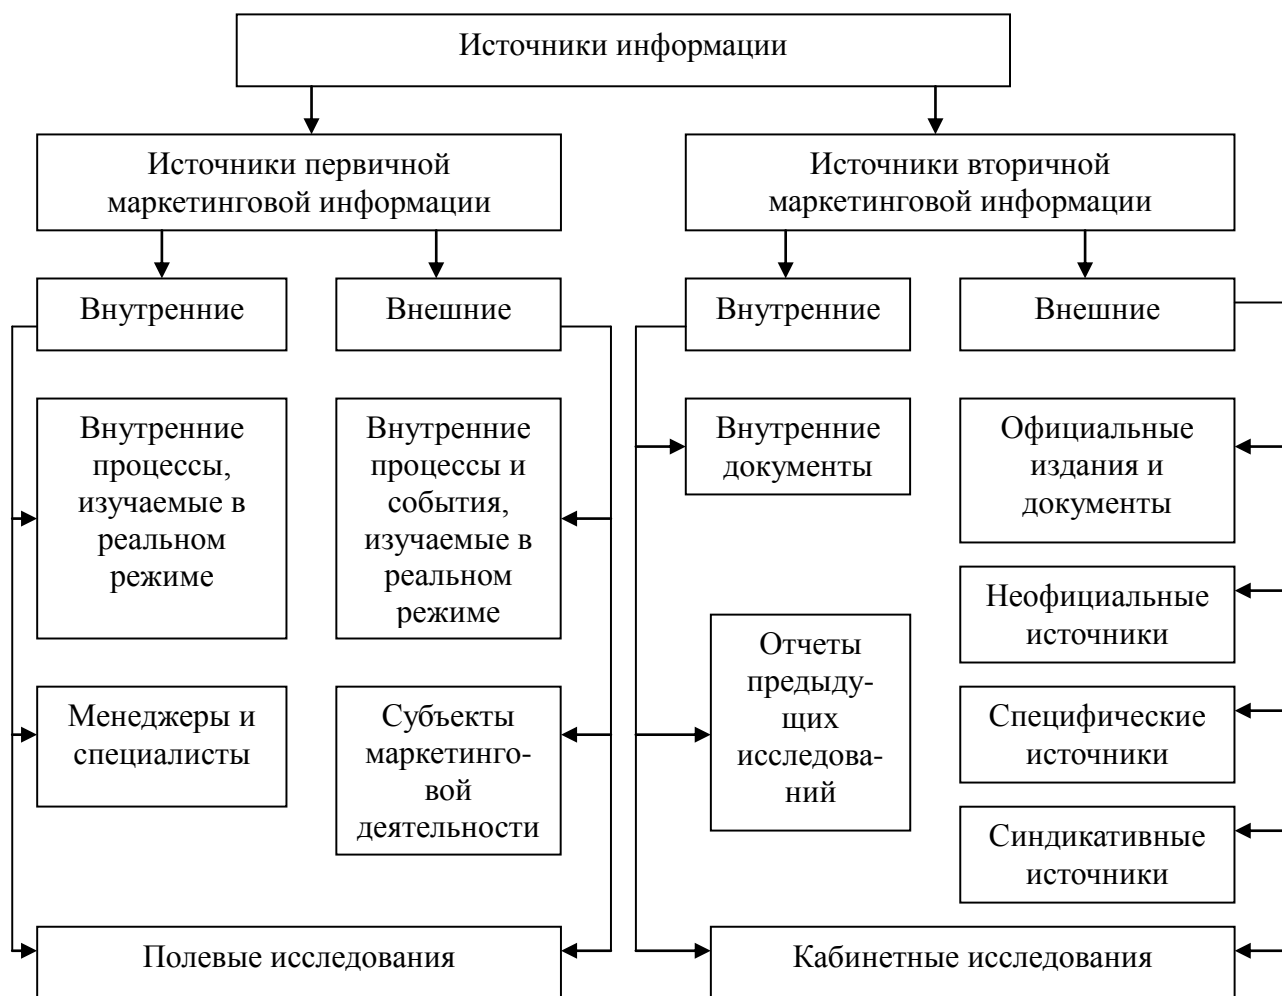 Источники информации
Источники первичной
маркетинговой информации
Источники вторичной
маркетинговой информации
Внутренние
Внешние
Внутренние
Внешние
Внутренние
процессы,
изучаемые в
реальном
режиме
Внутренние
процессы и
события,
изучаемые в
реальном
режиме
Внутренние
документы
Официальные
издания и
документы
Неофициальные
источники
Отчеты
предыду-
щих
исследова-
ний
Менеджеры и
специалисты
Субъекты
маркетинго-
вой
деятельности
Специфические
источники
Синдикативные
источники
Полевые исследования
Кабинетные исследования